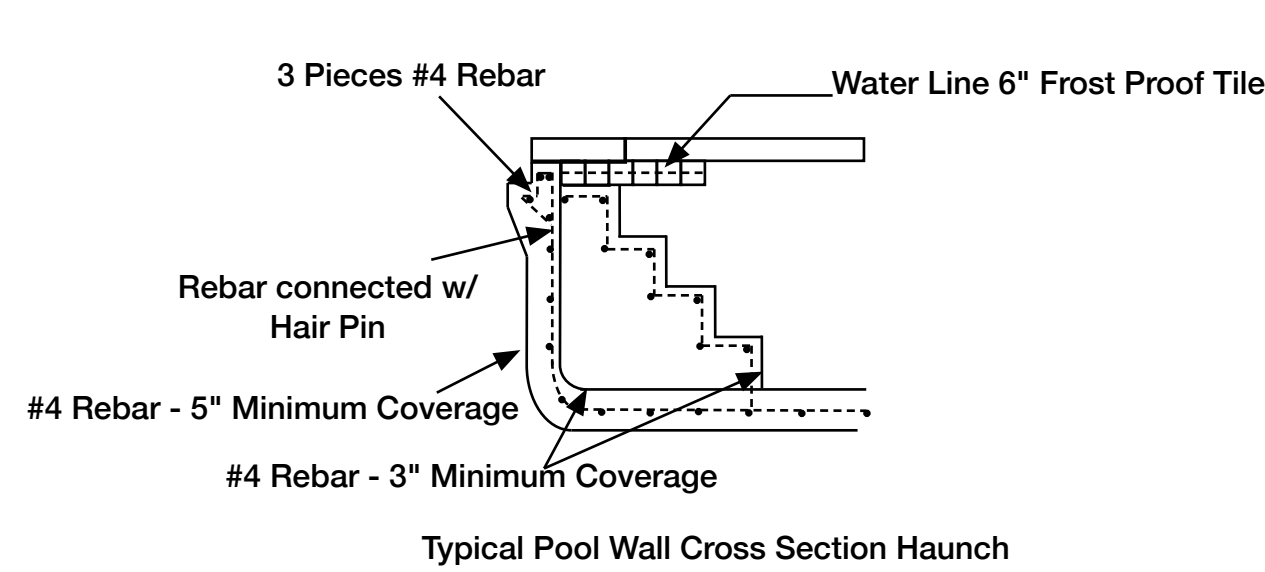 3 Pieces #4 Rebar
Water Line 6" Frost Proof Tile
Rebar connected w/
Hair Pin
#4 Rebar - 5" Minimum Coverage
#4 Rebar - 3" Minimum Coverage
Typical Pool Wall Cross Section Haunch